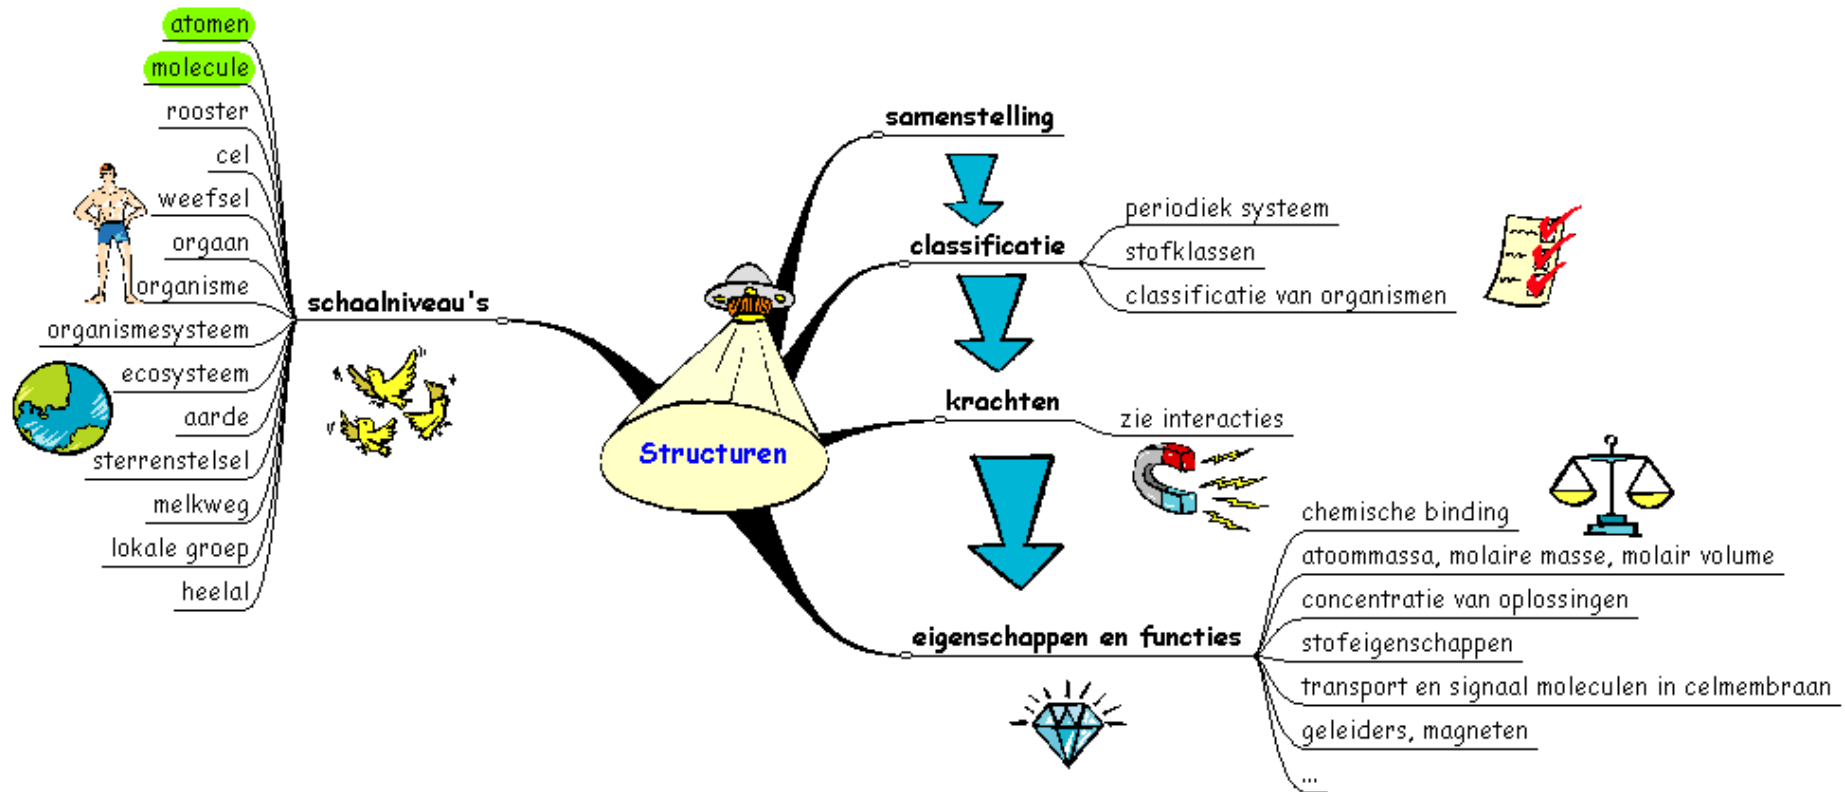 atomen
molecule
rooster
cel
weefsel
orgaan
organisme
organismesysteem
ecosysteem
aarde
sterrenstelsel
melkweg
lokale groep
heelal
schaalniveau's
Structuren
samenstelling
classificatie
periodiek systeem
stofklassen
classificatie van organismen
krachten
zie interacties
eigenschappen en functies
chemische binding
atoommassa, molaire masse, molair volume
concentratie van oplossingen
stofeigenschappen
transport en signaal moleculen in celmembraan
geleiders, magneten
...